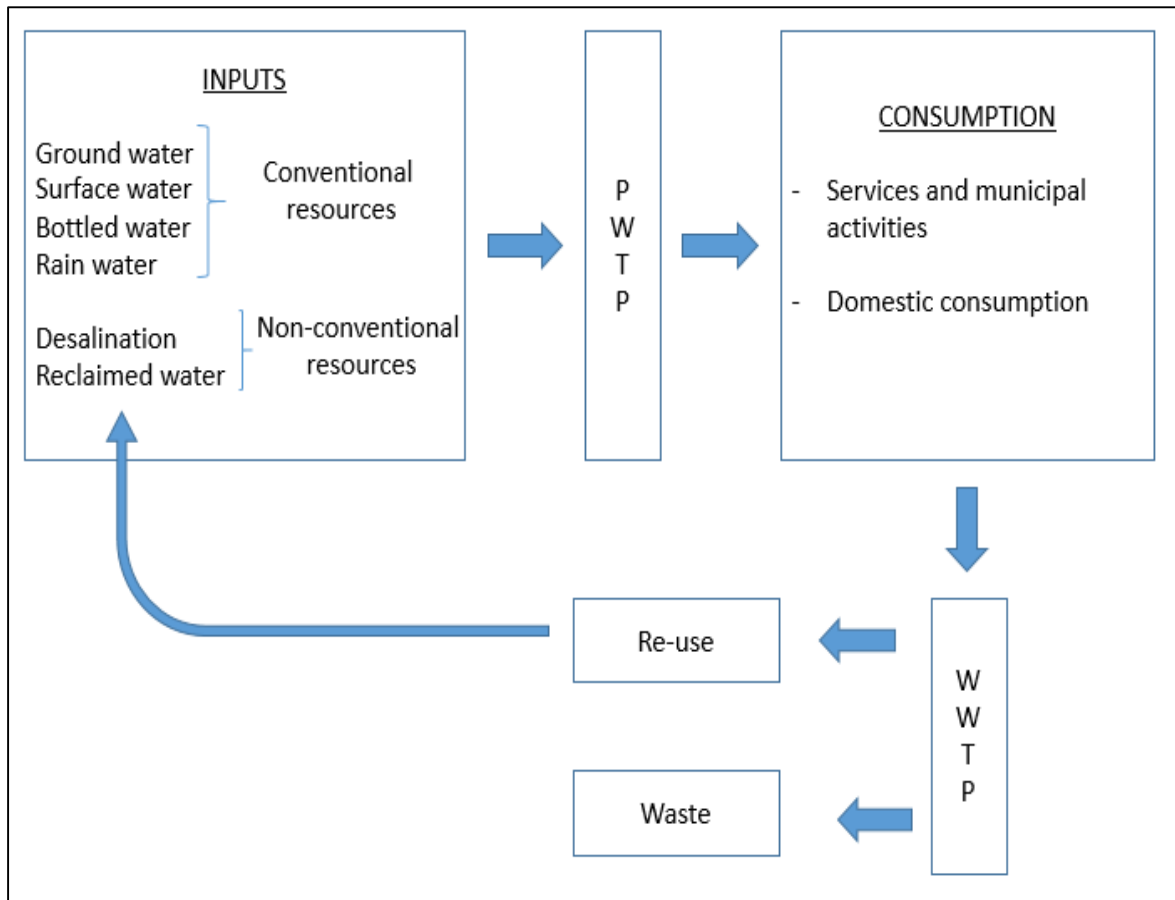 INPUTS
Ground water
Surface water
Bottled water
Rain water
Conventional
resources
Desalination
Reclaimed water
Non-conventional
resources
P
W
T
P
CONSUMPTION
- Services and municipal
activities
- Domestic consumption
W
W
T
P
Re-use
Waste